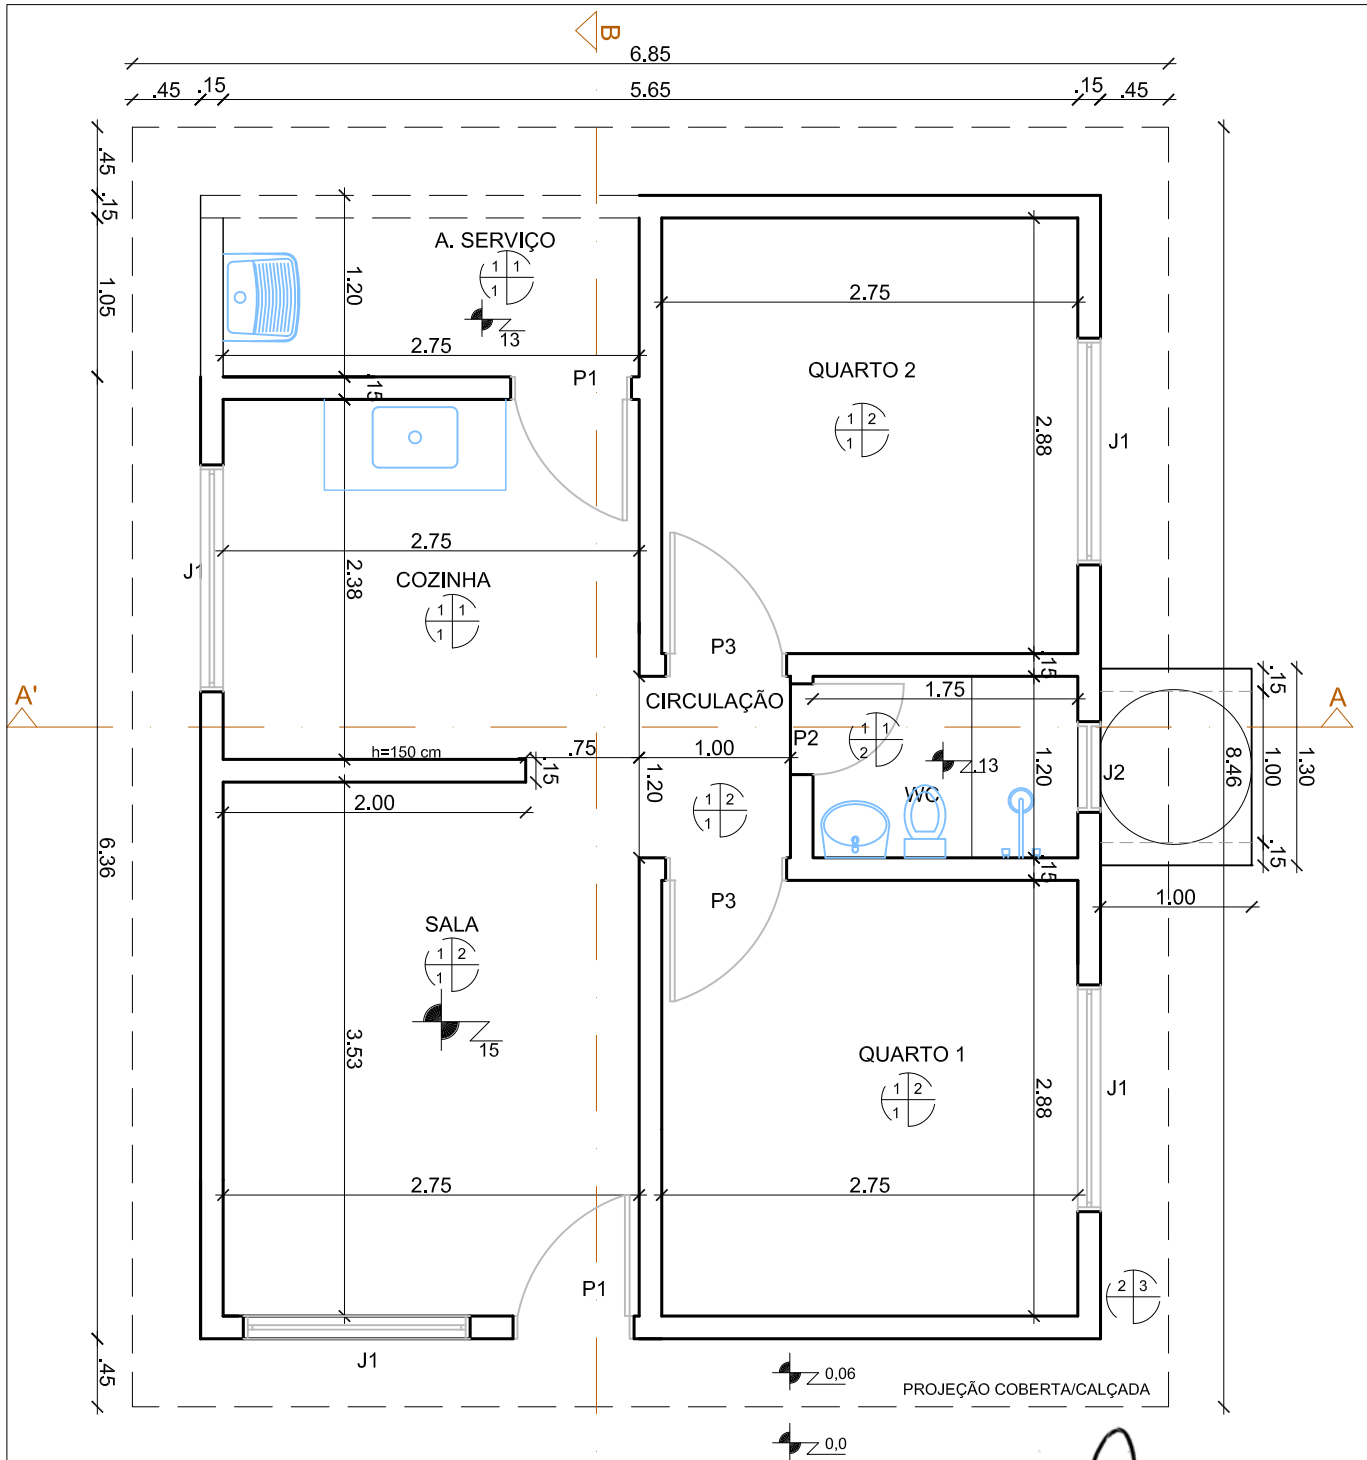 B
6.85
.45 .15 5.65 .15 .45
.45
.15
1.05
6.36
.45
A. SERVIÇO
1 1
1
13
1.20
2.75
P1
.15
2.75
QUARTO 2
1 2
1
2.88
J1
2.75
COZINHA
1 1
1
2.38
J1
P3
.15
CIRCULAÇÃO
1.75
A'
A
h=150 cm
.75
1.00
.15
P2
1 1
2
.13
WC
1.20
1.20
1 2
1
J2
8.46
.15
1.00
.15
1.30
1.00
2.00
.15
P3
SALA
1 2
1
15
3.53
QUARTO 1
1 2
1
2.88
J1
2.75
2.75
P1
2 3
J1
0,06
PROJEÇÃO COBERTA/CALÇADA
0,0